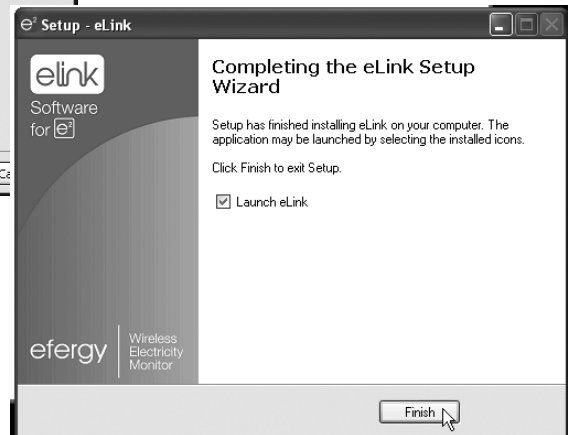 e² Setup - eLink
elink
Software
for e²
Completing the eLink Setup
Wizard
Setup has finished installing eLink on your computer. The
application may be launched by selecting the installed icons.
Click Finish to exit Setup.
Launch eLink
efergy
Wireless
Electricity
Monitor
Finish